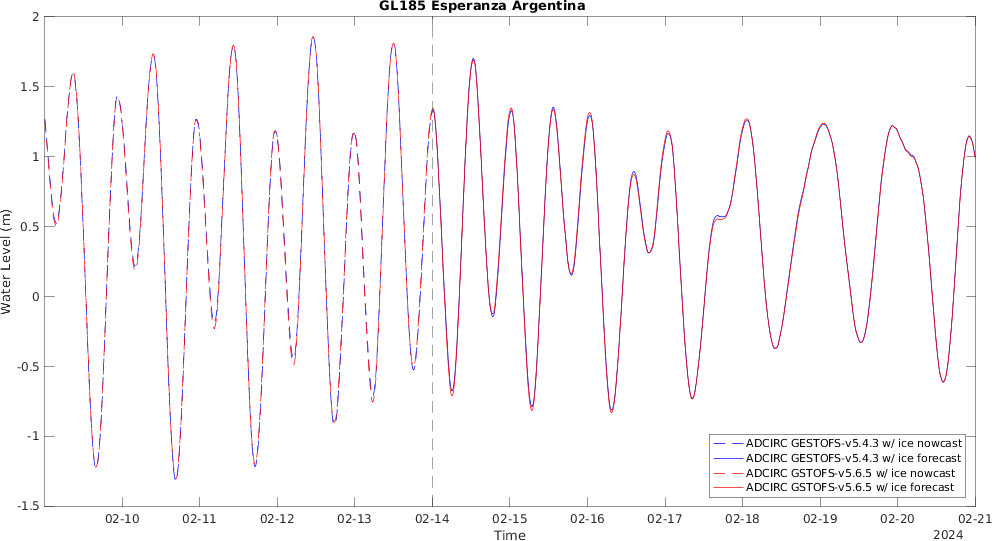 GL185 Esperanza Argentina
Water Level (m)
2
1.5
1
0.5
0
-0.5
-1
-1.5
ADCIRC GESTOFS-v5.4.3 w/ ice nowcast
ADCIRC GESTOFS-v5.4.3 w/ ice forecast
ADCIRC GSTOFS-v5.6.5 w/ ice nowcast
ADCIRC GSTOFS-v5.6.5 w/ ice forecast
02-10 02-11 02-12 02-13 02-14 02-15 02-16 02-17 02-18 02-19 02-20 02-21
Time
2024